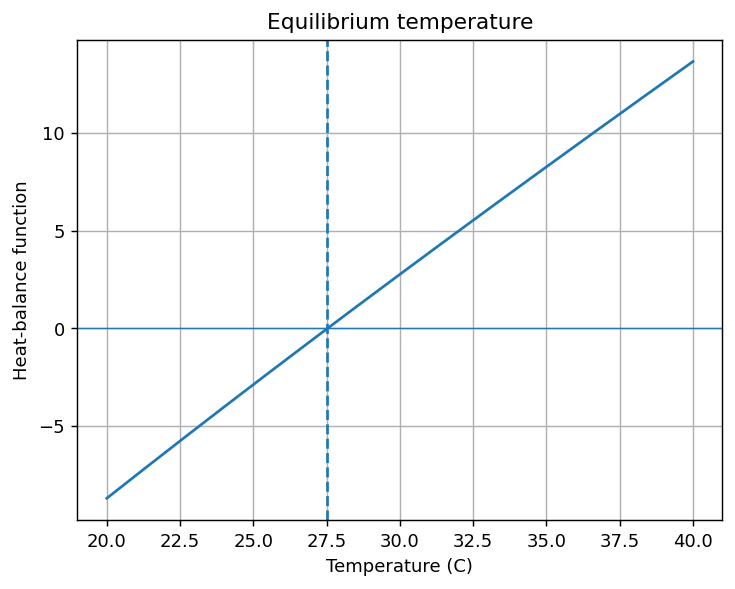 Equilibrium temperature
Heat-balance function
10
5
0
−5
20.0 22.5 25.0 27.5 30.0 32.5 35.0 37.5 40.0
Temperature (C)